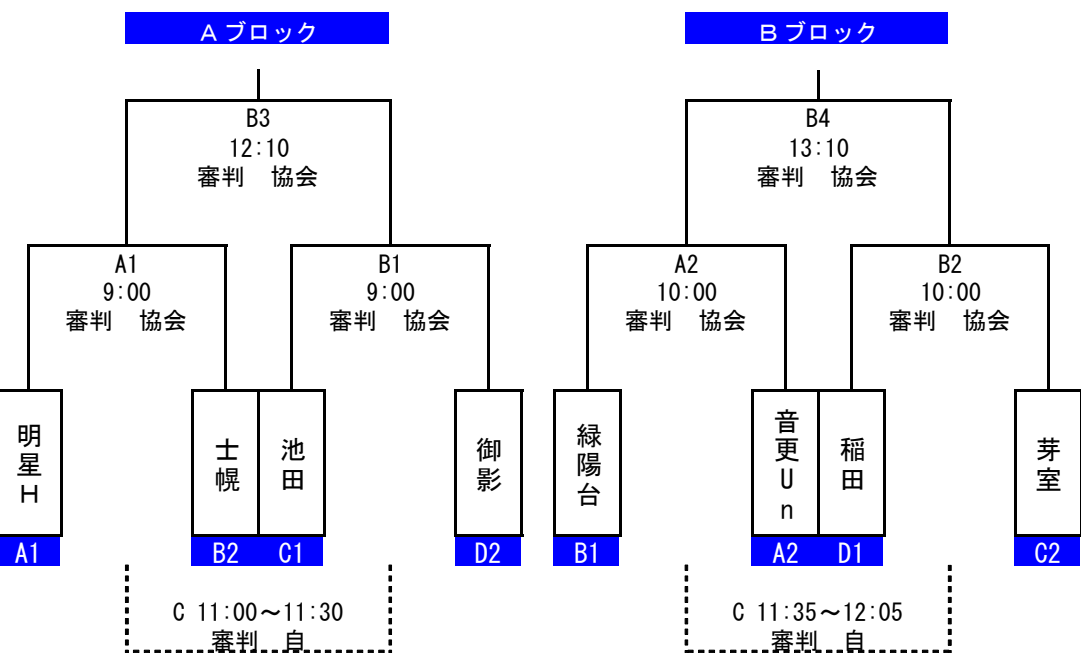 A ブロック
B ブロック
B3
12:10
審判 協会
B4
13:10
審判 協会
A1
9:00
審判 協会
B1
9:00
審判 協会
A2
10:00
審判 協会
B2
10:00
審判 協会
明星H
士幌
池田
御影
緑陽台
音更Un
稲田
芽室
A1
B2
C1
D2
B1
A2
D1
C2
C 11:00～11:30
審判 自
C 11:35～12:05
審判 自